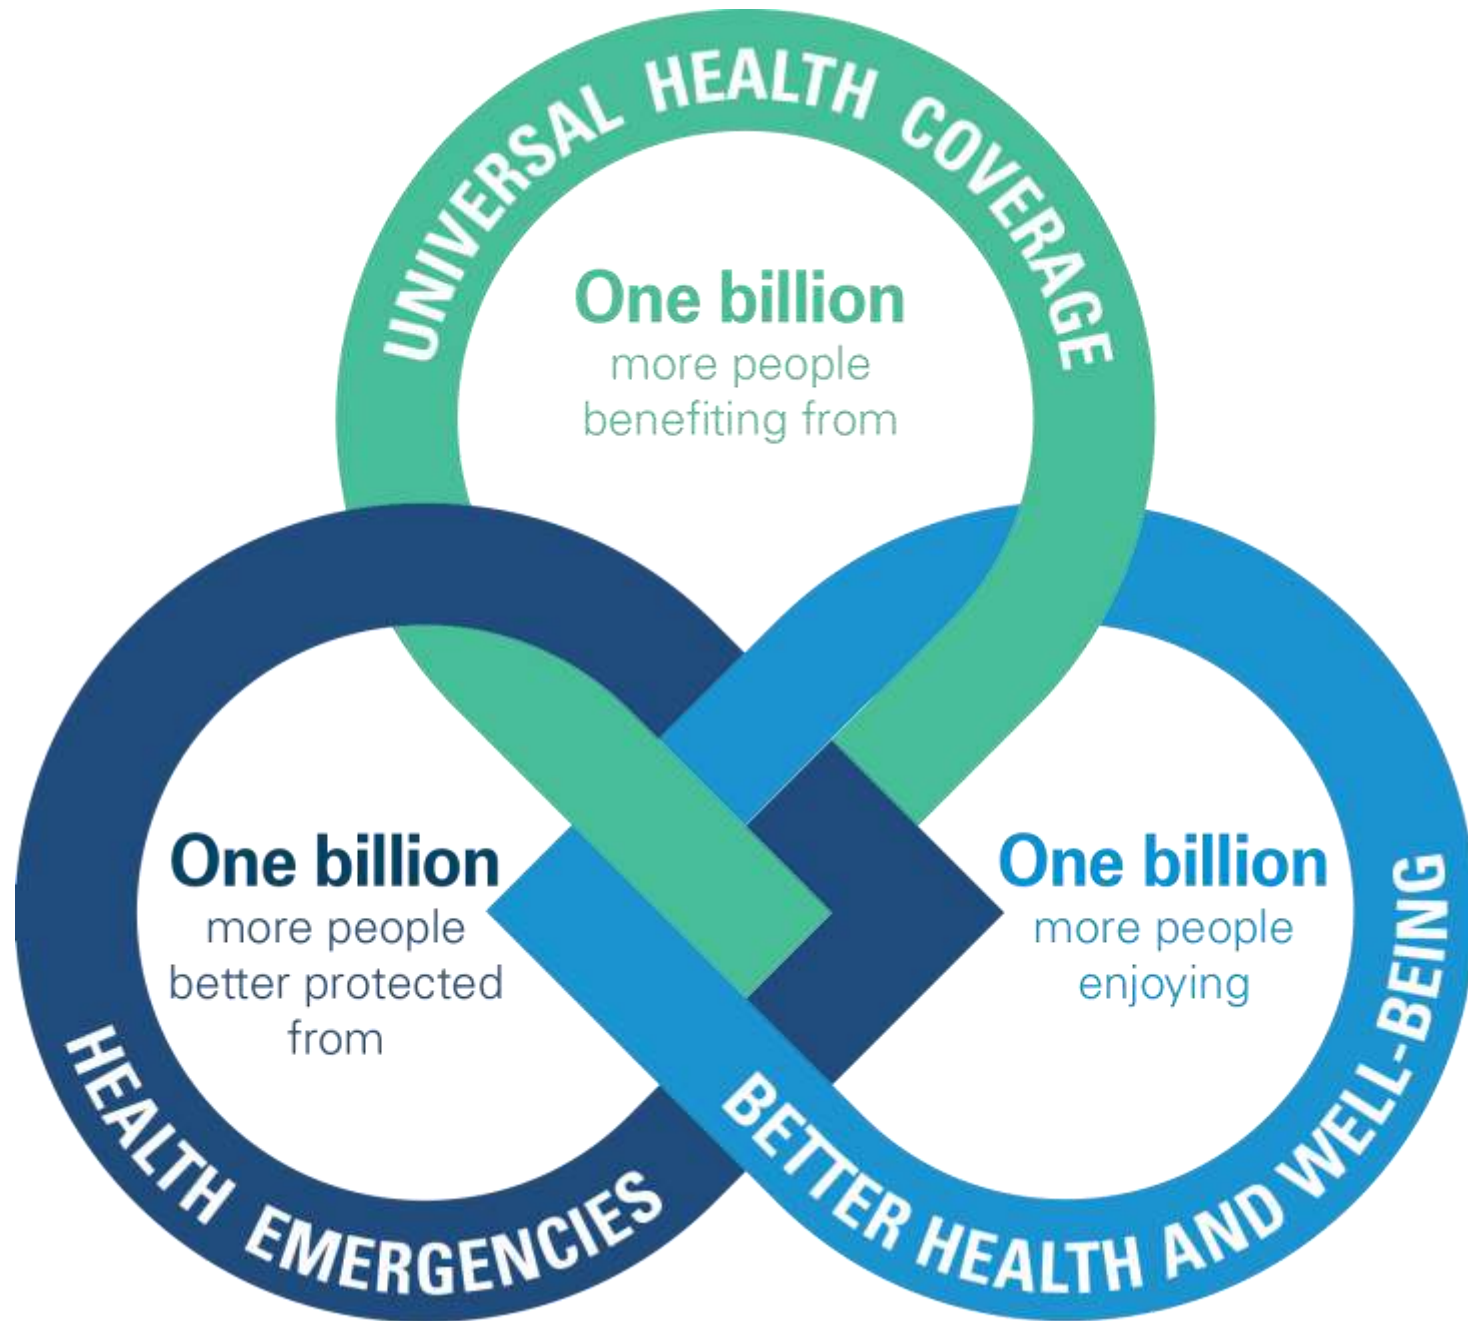 UNIVERSAL HEALTH COVERAGE
One billion
more people
benefiting from
One billion
more people
better protected
from
HEALTH EMERGENCIES
One billion
more people
enjoying
BETTER HEALTH AND WELL-BEING